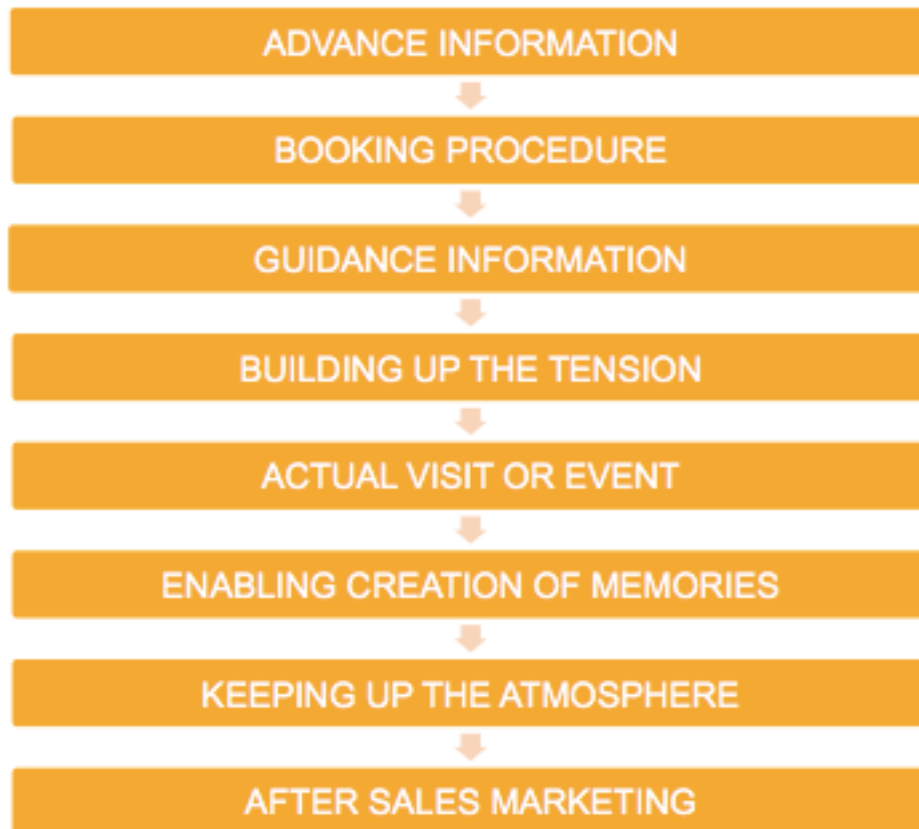 ADVANCE INFORMATION
BOOKING PROCEDURE
GUIDANCE INFORMATION
BUILDING UP THE TENSION
ACTUAL VISIT OR EVENT
ENABLING CREATION OF MEMORIES
KEEPING UP THE ATMOSPHERE
AFTER SALES MARKETING